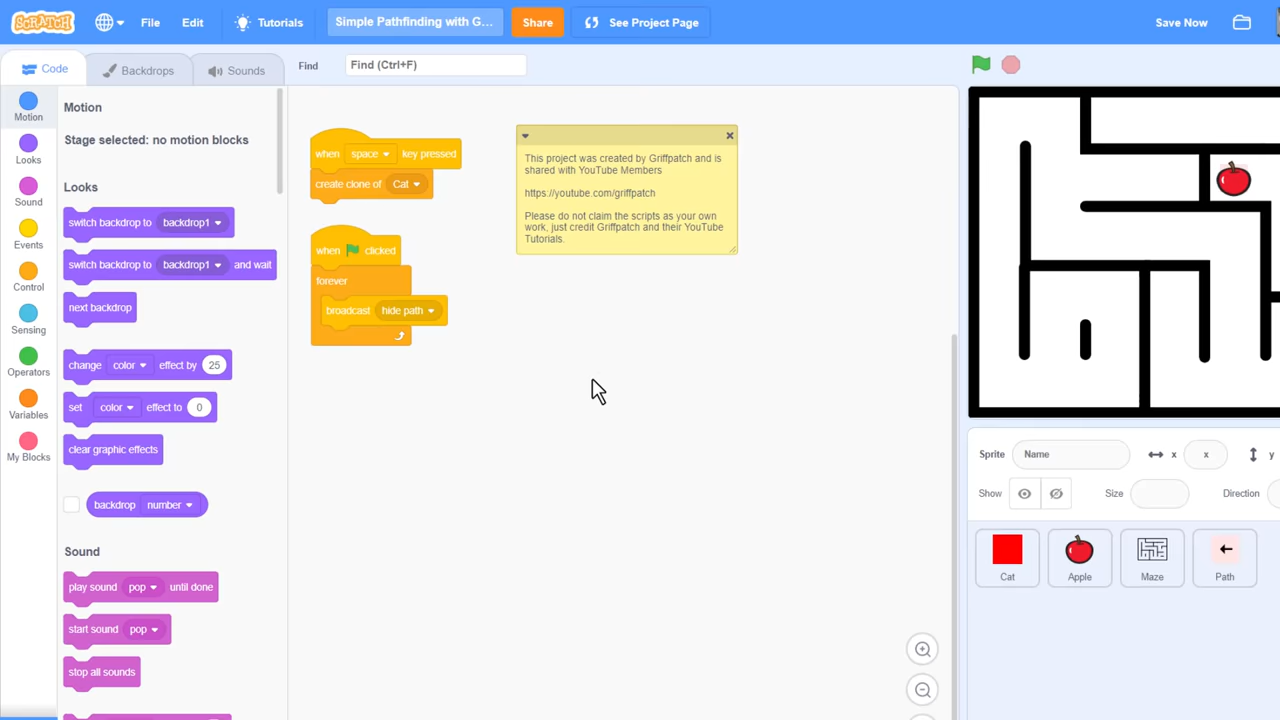 SCRATCH
File
Edit
Tutorials
Simple Pathfinding with G...
Share
See Project Page
Save Now
Code
Backdrops
Sounds
Find
Find (Ctrl+F)
Motion
Looks
Sound
Events
Control
Sensing
Operators
Variables
My Blocks
Motion
Stage selected: no motion blocks
Looks
switch backdrop to backdrop1
switch backdrop to backdrop1 and wait
next backdrop
change color effect by 25
set color effect to 0
clear graphic effects
backdrop number
Sound
play sound pop until done
start sound pop
stop all sounds
when space key pressed
create clone of Cat
when clicked
forever
broadcast hide path
This project was created by Griffpatch and is
shared with YouTube Members
https://youtube.com/griffpatch
Please do not claim the scripts as your own
work, just credit Griffpatch and their YouTube
Tutorials.
Sprite
Name
x
x
y
Show
Size
Direction
Cat
Apple
Maze
Path